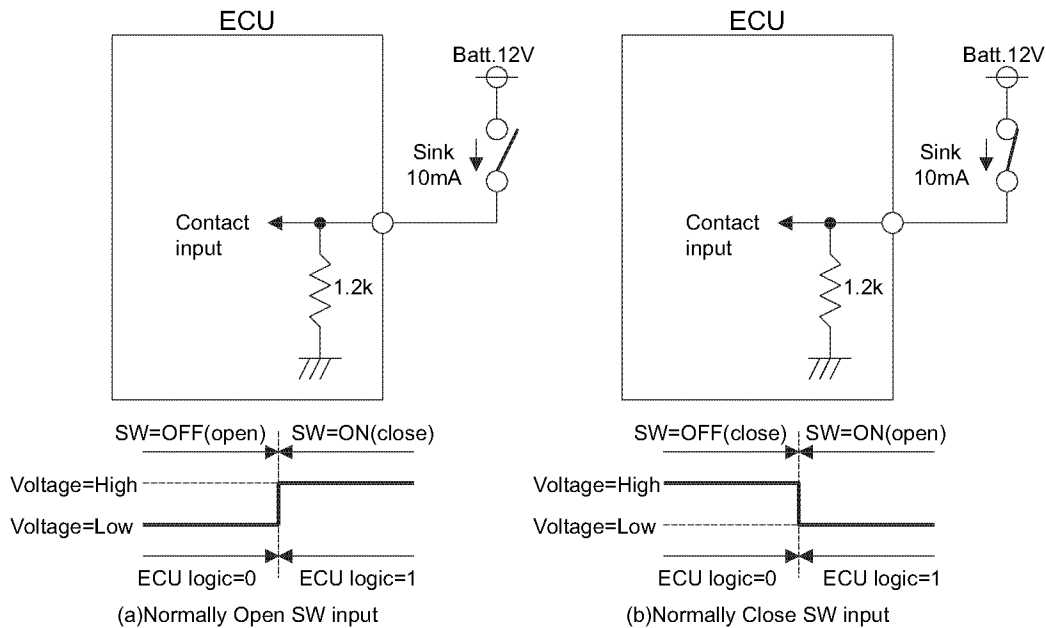 ECU
Batt.12V
Sink
10mA
Contact
input
1.2k
SW=OFF(open)
SW=ON(close)
Voltage=High
Voltage=Low
ECU logic=0
ECU logic=1
(a)Normally Open SW input
ECU
Batt.12V
Sink
10mA
Contact
input
1.2k
SW=OFF(close)
SW=ON(open)
Voltage=High
Voltage=Low
ECU logic=0
ECU logic=1
(b)Normally Close SW input